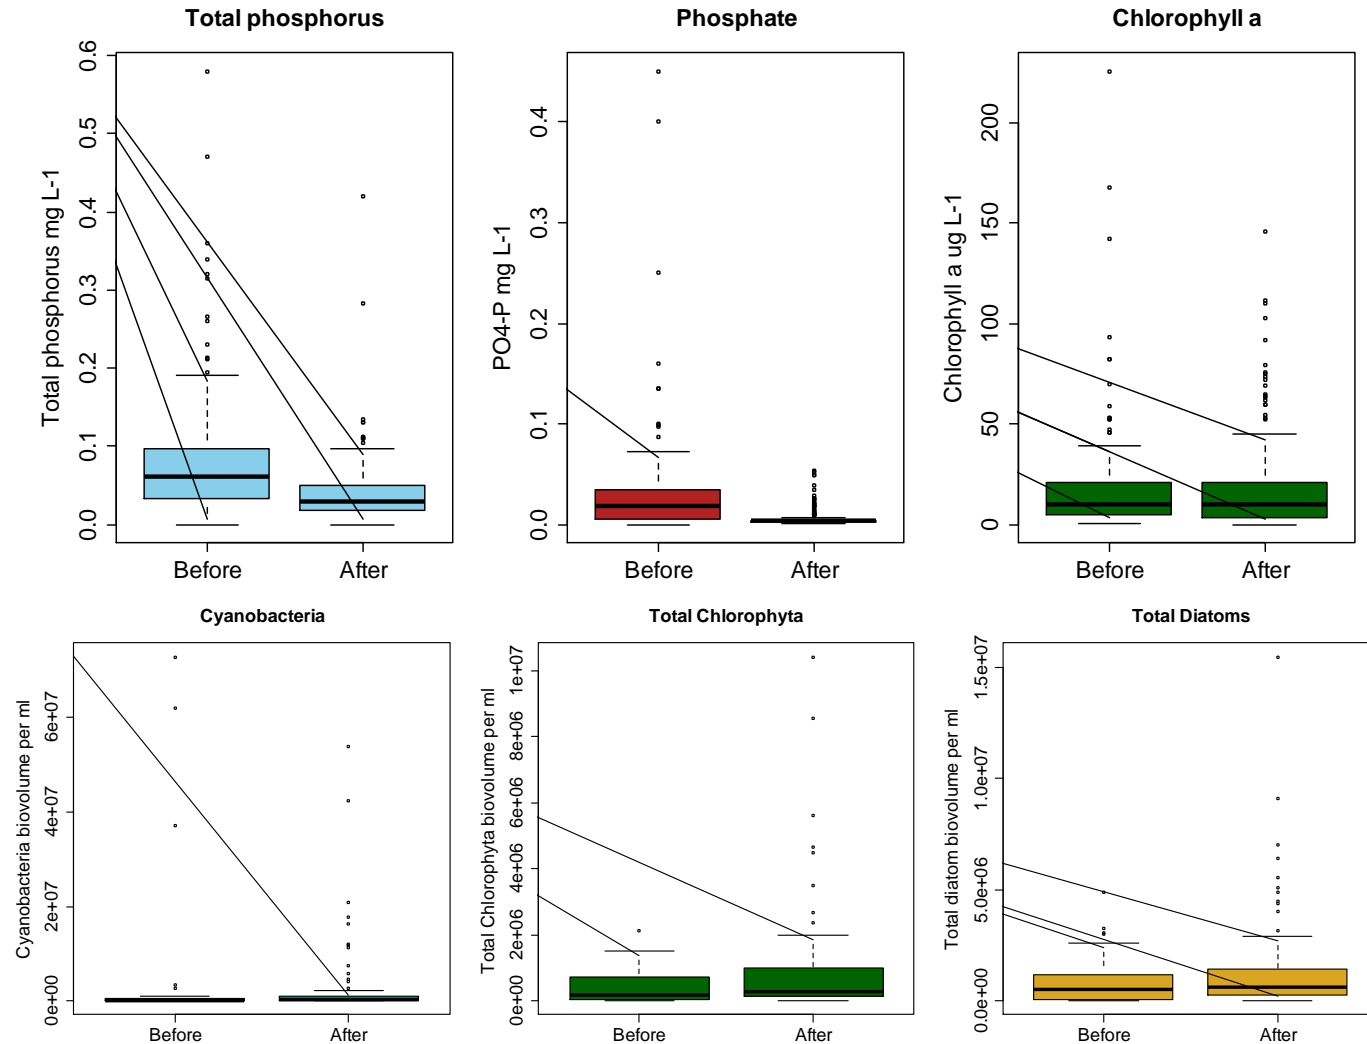 Total phosphorus
Total phosphorus mg L-1
0.6
0.5
0.4
0.3
0.2
0.1
0.0
Before After
Phosphate
PO4-P mg L-1
0.4
0.3
0.2
0.1
0.0
Before After
Chlorophyll a
Chlorophyll a ug L-1
200
150
100
50
0
Before After
Cyanobacteria
Cyanobacteria biovolume per ml
6e+07
4e+07
2e+07
0e+00
Before After
Total Chlorophyta
Total Chlorophyta biovolume per ml
1e+07
8e+06
6e+06
4e+06
2e+06
0e+00
Before After
Total Diatoms
Total diatom biovolume per ml
1.5e+07
1.0e+07
5.0e+06
0.0e+00
Before After